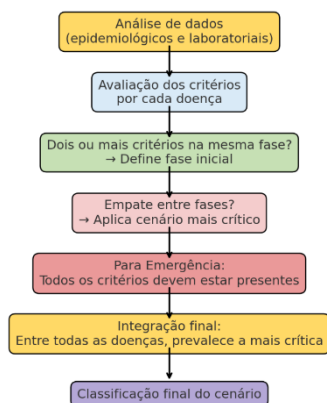 Análise de dados
(epidemiológicos e laboratoriais)
Avaliação dos critérios
por cada doença
Dois ou mais critérios na mesma fase?
→ Define fase inicial
Empate entre fases?
→ Aplica cenário mais crítico
Para Emergência:
Todos os critérios devem estar presentes
Integração final:
Entre todas as doenças, prevalece a mais crítica
Classificação final do cenário